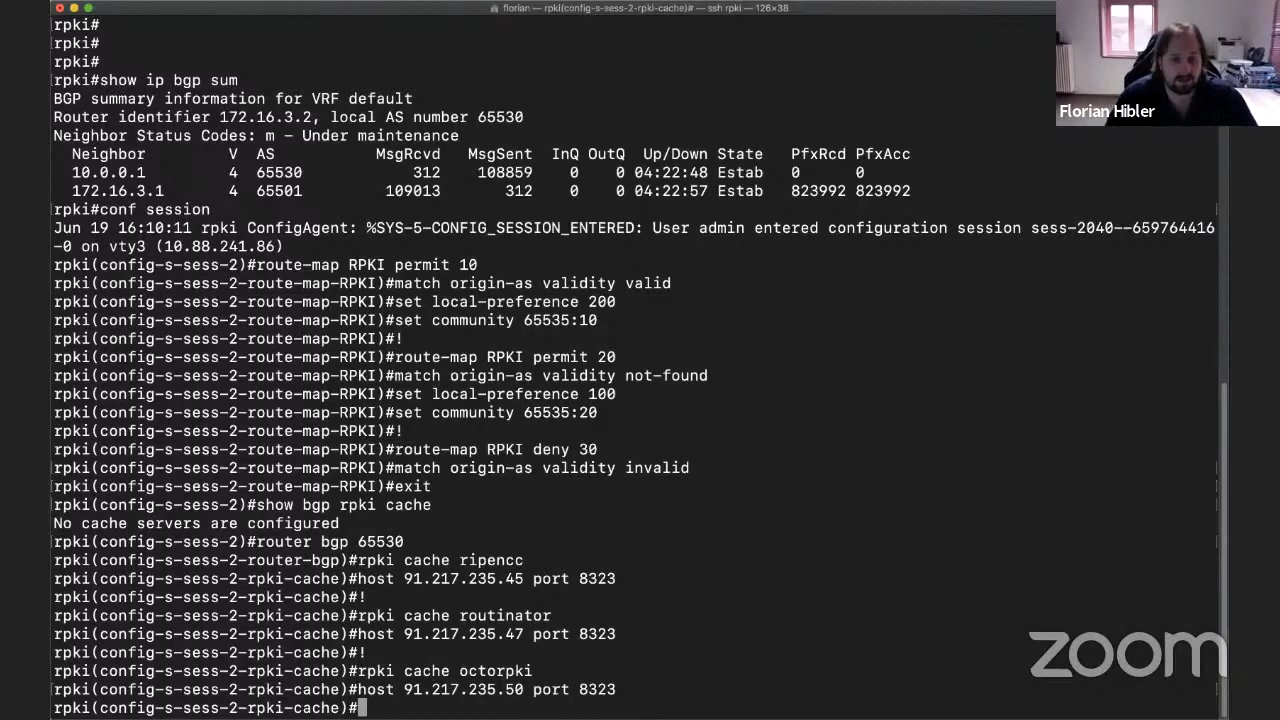 florian — rpki(config-s-sess-2-rpki-cache)# — ssh rpki — 126×38
rpki#
rpki#
rpki#
rpki#show ip bgp sum
BGP summary information for VRF default
Router identifier 172.16.3.2, local AS number 65530
Neighbor Status Codes: m - Under maintenance
Neighbor V AS MsgRcvd MsgSent InQ OutQ Up/Down State PfxRcd PfxAcc
10.0.0.1 4 65530 312 108859 0 0 04:22:48 Estab 0 0
172.16.3.1 4 65501 109013 312 0 0 04:22:57 Estab 823992 823992
rpki#conf session
Jun 19 16:10:11 rpki ConfigAgent: %SYS-5-CONFIG_SESSION_ENTERED: User admin entered configuration session sess-2040--659764416
-0 on vty3 (10.88.241.86)
rpki(config-s-sess-2)#route-map RPKI permit 10
rpki(config-s-sess-2-route-map-RPKI)#match origin-as validity valid
rpki(config-s-sess-2-route-map-RPKI)#set local-preference 200
rpki(config-s-sess-2-route-map-RPKI)#set community 65535:10
rpki(config-s-sess-2-route-map-RPKI)#!
rpki(config-s-sess-2-route-map-RPKI)#route-map RPKI permit 20
rpki(config-s-sess-2-route-map-RPKI)#match origin-as validity not-found
rpki(config-s-sess-2-route-map-RPKI)#set local-preference 100
rpki(config-s-sess-2-route-map-RPKI)#set community 65535:20
rpki(config-s-sess-2-route-map-RPKI)#!
rpki(config-s-sess-2-route-map-RPKI)#route-map RPKI deny 30
rpki(config-s-sess-2-route-map-RPKI)#match origin-as validity invalid
rpki(config-s-sess-2-route-map-RPKI)#exit
rpki(config-s-sess-2)#show bgp rpki cache
No cache servers are configured
rpki(config-s-sess-2)#router bgp 65530
rpki(config-s-sess-2-router-bgp)#rpki cache ripencc
rpki(config-s-sess-2-rpki-cache)#host 91.217.235.45 port 8323
rpki(config-s-sess-2-rpki-cache)#!
rpki(config-s-sess-2-rpki-cache)#rpki cache routinator
rpki(config-s-sess-2-rpki-cache)#host 91.217.235.47 port 8323
rpki(config-s-sess-2-rpki-cache)#!
rpki(config-s-sess-2-rpki-cache)#rpki cache octorpki
rpki(config-s-sess-2-rpki-cache)#host 91.217.235.50 port 8323
rpki(config-s-sess-2-rpki-cache)#
Florian Hibler
zoom